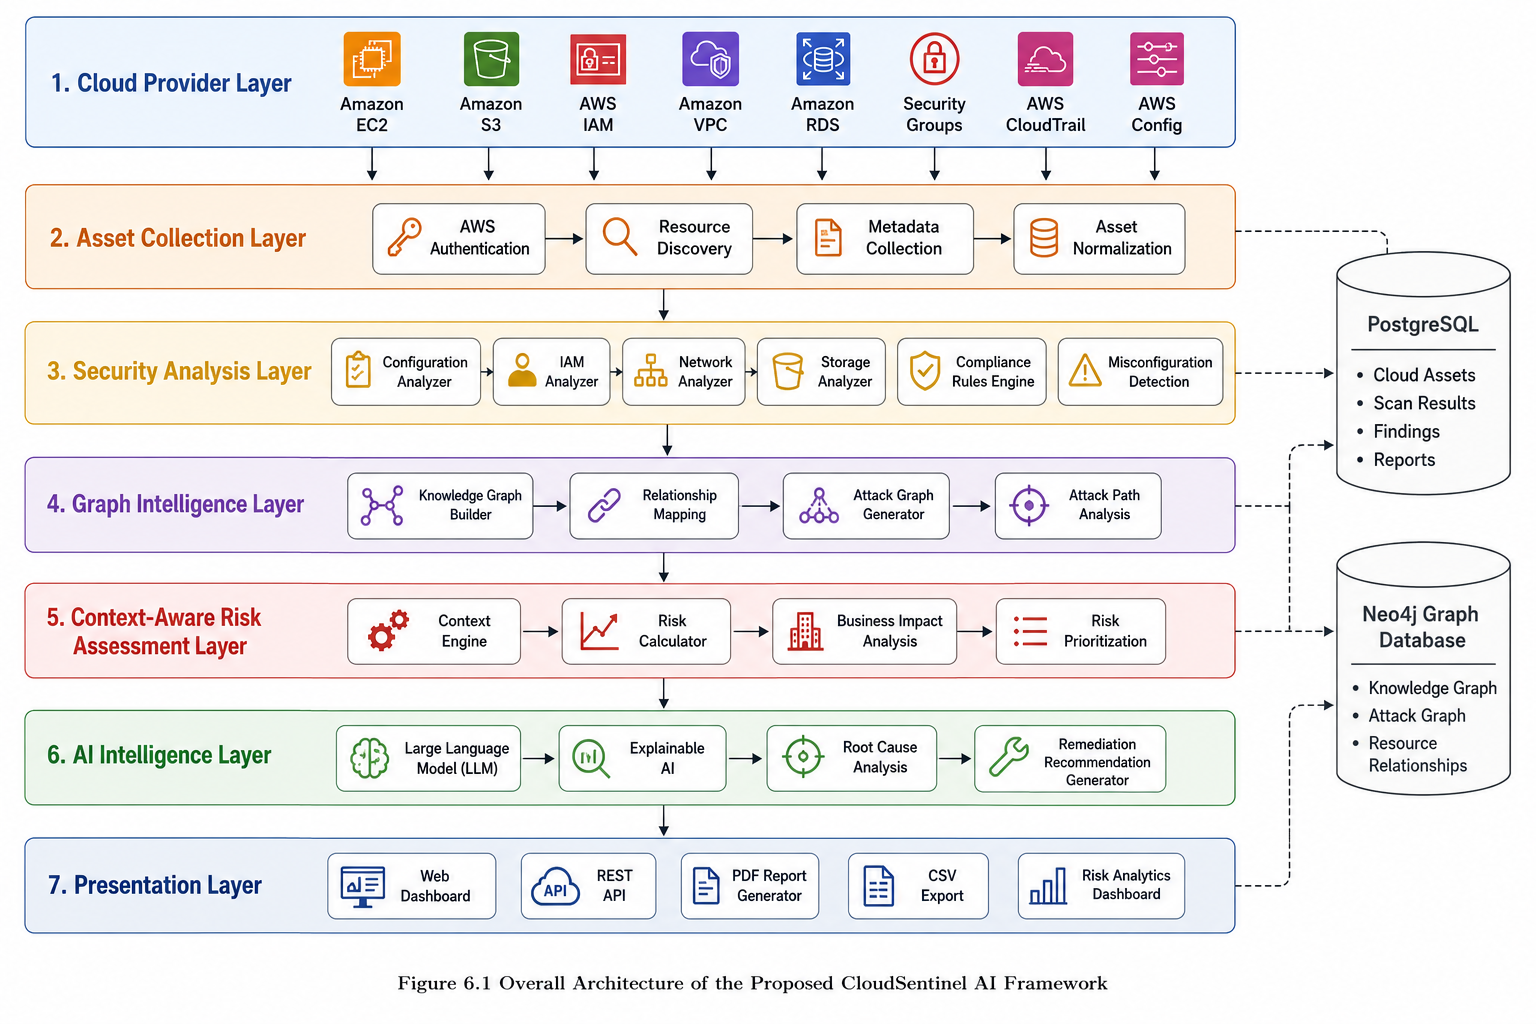 1. Cloud Provider Layer
Amazon
EC2
Amazon
S3
AWS
IAM
Amazon
VPC
Amazon
RDS
Security
Groups
AWS
CloudTrail
AWS
Config
2. Asset Collection Layer
AWS
Authentication
Resource
Discovery
Metadata
Collection
Asset
Normalization
3. Security Analysis Layer
Configuration
Analyzer
IAM
Analyzer
Network
Analyzer
Storage
Analyzer
Compliance
Rules Engine
Misconfiguration
Detection
4. Graph Intelligence Layer
Knowledge Graph
Builder
Relationship
Mapping
Attack Graph
Generator
Attack Path
Analysis
5. Context-Aware Risk
Assessment Layer
Context
Engine
Risk
Calculator
Business Impact
Analysis
Risk
Prioritization
6. AI Intelligence Layer
Large Language
Model (LLM)
Explainable
AI
Root Cause
Analysis
Remediation
Recommendation
Generator
7. Presentation Layer
Web
Dashboard
API
REST
API
PDF Report
Generator
CSV
Export
Risk Analytics
Dashboard
PostgreSQL
• Cloud Assets
• Scan Results
• Findings
• Reports
Neo4j Graph
Database
• Knowledge Graph
• Attack Graph
• Resource
Relationships
Figure 6.1 Overall Architecture of the Proposed CloudSentinel AI Framework